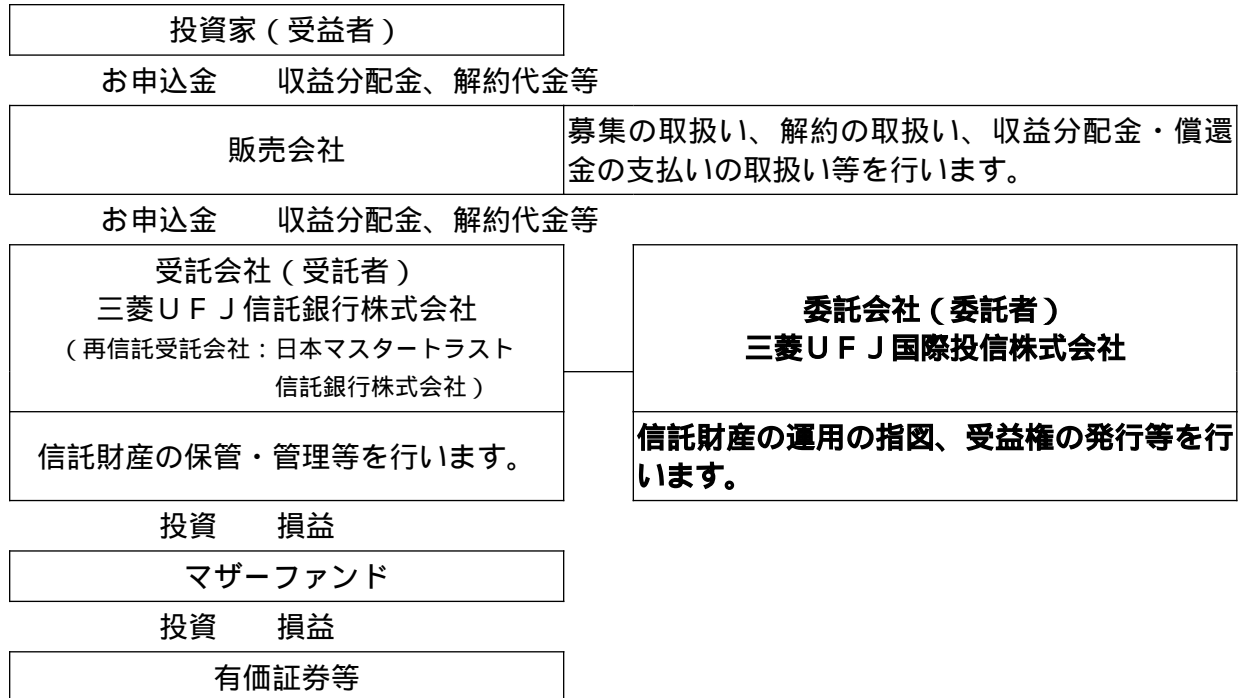 投資家（受益者）
お申込金　　収益分配金、解約代金等
販売会社
募集の取扱い、解約の取扱い、収益分配金・償還
金の支払いの取扱い等を行います。
お申込金　　収益分配金、解約代金等
受託会社（受託者）
三菱ＵＦＪ信託銀行株式会社
（再信託受託会社：日本マスタートラスト
信託銀行株式会社）
委託会社（委託者）
三菱ＵＦＪ国際投信株式会社
信託財産の保管・管理等を行います。
信託財産の運用の指図、受益権の発行等を行
います。
投資　　損益
マザーファンド
投資　　損益
有価証券等